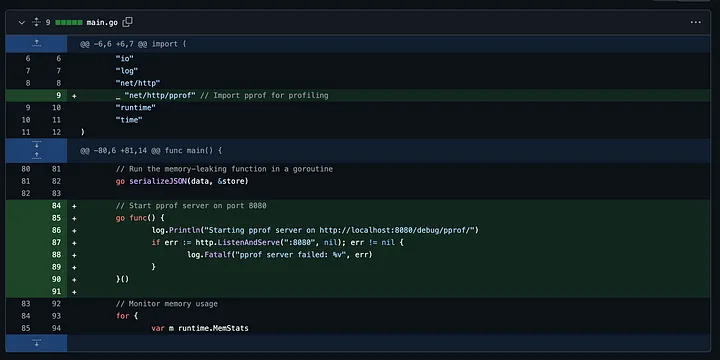 9 main.go ...
@@ -6,6 +6,7 @@ import (
6 6 "io"
7 7 "log"
8 8 "net/http"
9 + _ "net/http/pprof" // Import pprof for profiling
9 10 "runtime"
10 11 "time"
11 12 )
@@ -80,6 +81,14 @@ func main() {
80 81 // Run the memory-leaking function in a goroutine
81 82 go serializeJSON(data, &store)
82 83
84 + // Start pprof server on port 8080
85 + go func() {
86 + log.Println("Starting pprof server on http://localhost:8080/debug/pprof/")
87 + if err := http.ListenAndServe(":8080", nil); err != nil {
88 + log.Fatalf("pprof server failed: %v", err)
89 + }
90 + }()
91 +
83 92 // Monitor memory usage
84 93 for {
85 94 var m runtime.MemStats